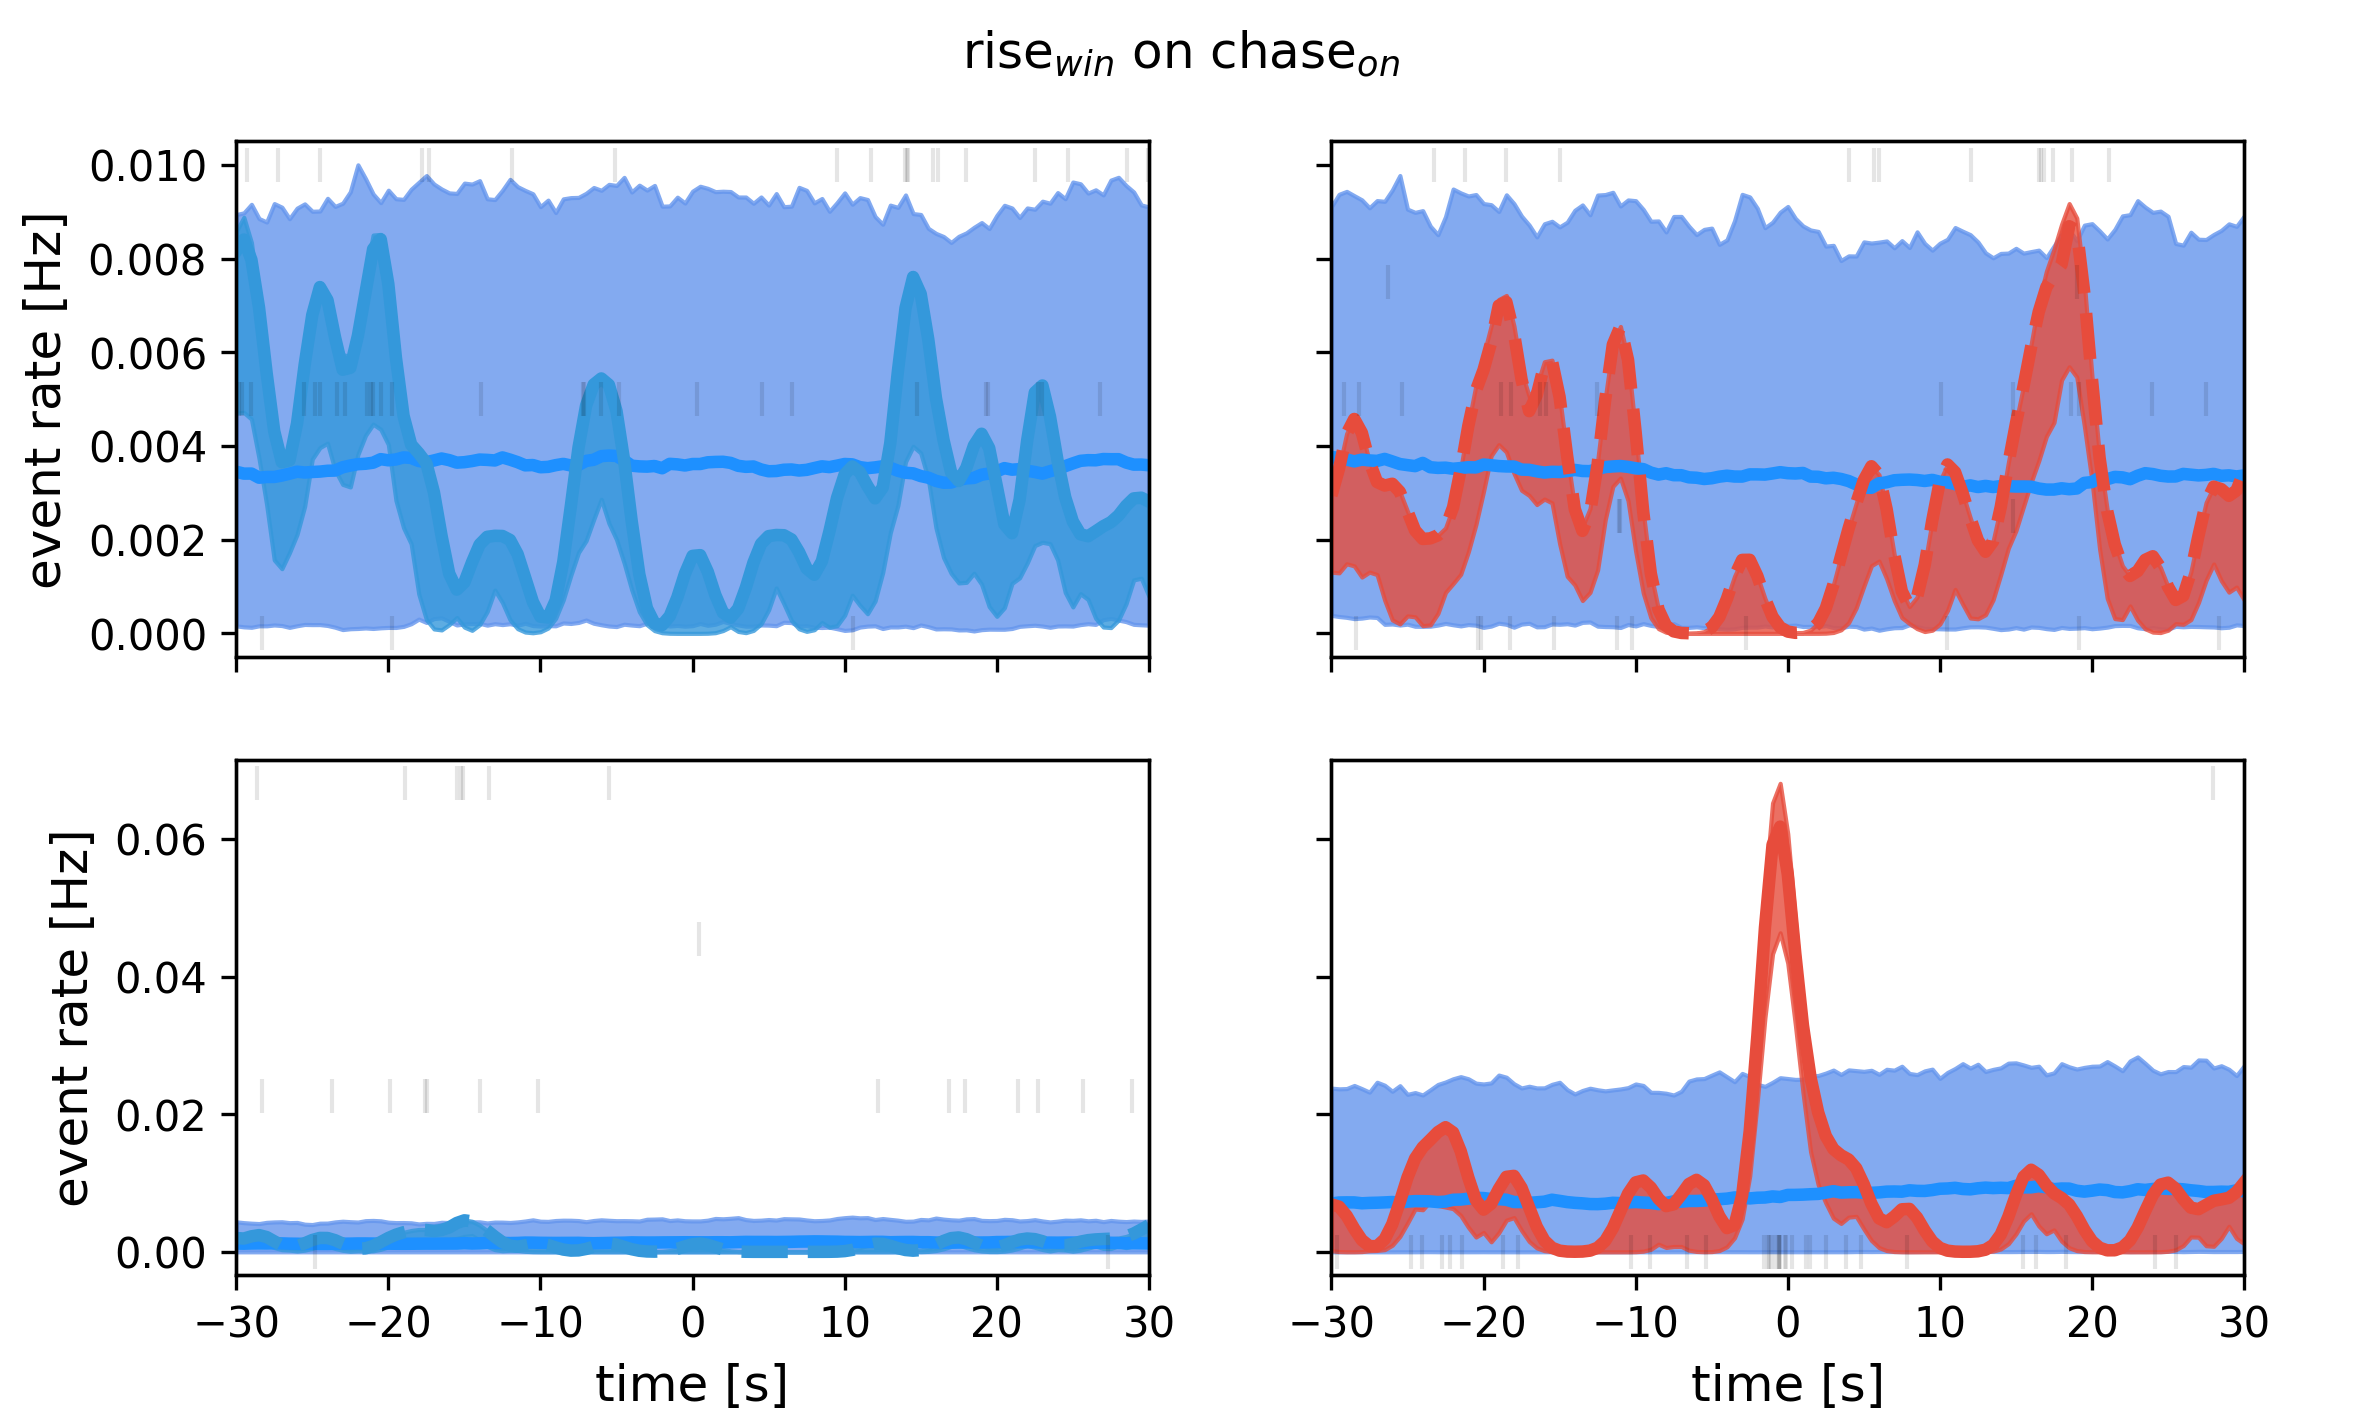 rise_win on chase_on
0.010
0.008
0.006
0.004
0.002
0.000
event rate [Hz]
0.06
0.04
0.02
0.00
event rate [Hz]
−30 −20 −10 0 10 20 30
−30 −20 −10 0 10 20 30
time [s]
time [s]